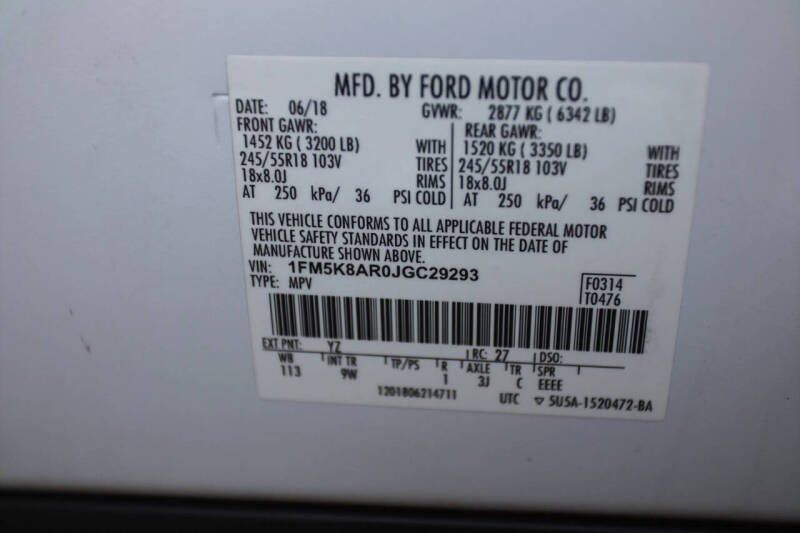 MFD. BY FORD MOTOR CO.
DATE: 06/18 GVWR: 2877 KG ( 6342 LB)
FRONT GAWR: REAR GAWR:
1452 KG ( 3200 LB) WITH 1520 KG ( 3350 LB) WITH
245/55R18 103V TIRES 245/55R18 103V TIRES
18x8.0J RIMS 18x8.0J RIMS
AT 250 kPa/ 36 PSI COLD AT 250 kPa/ 36 PSI COLD
THIS VEHICLE CONFORMS TO ALL APPLICABLE FEDERAL MOTOR
VEHICLE SAFETY STANDARDS IN EFFECT ON THE DATE OF
MANUFACTURE SHOWN ABOVE.
VIN: 1FM5K8AR0JGC29293
TYPE: MPV F0314
T0476
EXT PNT: YZ RC: 27 DSO:
WB INT TR TP/PS R AXLE TR SPR
113 9W 1 3J C EEEE
1201806214711 UTC ▽ 5U5A-1520472-BA